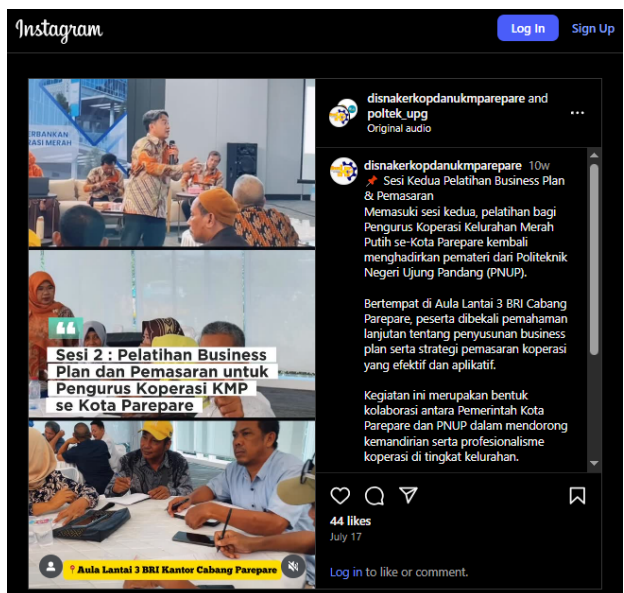 Instagram
Log In
Sign Up
ERBANKAN
ASI MERAH
Sesi 2 : Pelatihan Business
Plan dan Pemasaran untuk
Pengurus Koperasi KMP
se Kota Parepare
Aula Lantai 3 BRI Kantor Cabang Parepare
disnakerkopdanukmparepare and
poltek_upg
Original audio
disnakerkopdanukmparepare 10w
📌 Sesi Kedua Pelatihan Business Plan
& Pemasaran
Memasuki sesi kedua, pelatihan bagi
Pengurus Koperasi Kelurahan Merah
Putih se-Kota Parepare kembali
menghadirkan pemateri dari Politeknik
Negeri Ujung Pandang (PNUP).
Bertempat di Aula Lantai 3 BRI Cabang
Parepare, peserta dibekali pemahaman
lanjutan tentang penyusunan business
plan serta strategi pemasaran koperasi
yang efektif dan aplikatif.
Kegiatan ini merupakan bentuk
kolaborasi antara Pemerintah Kota
Parepare dan PNUP dalam mendorong
kemandirian serta profesionalisme
koperasi di tingkat kelurahan.
44 likes
July 17
Log in to like or comment.